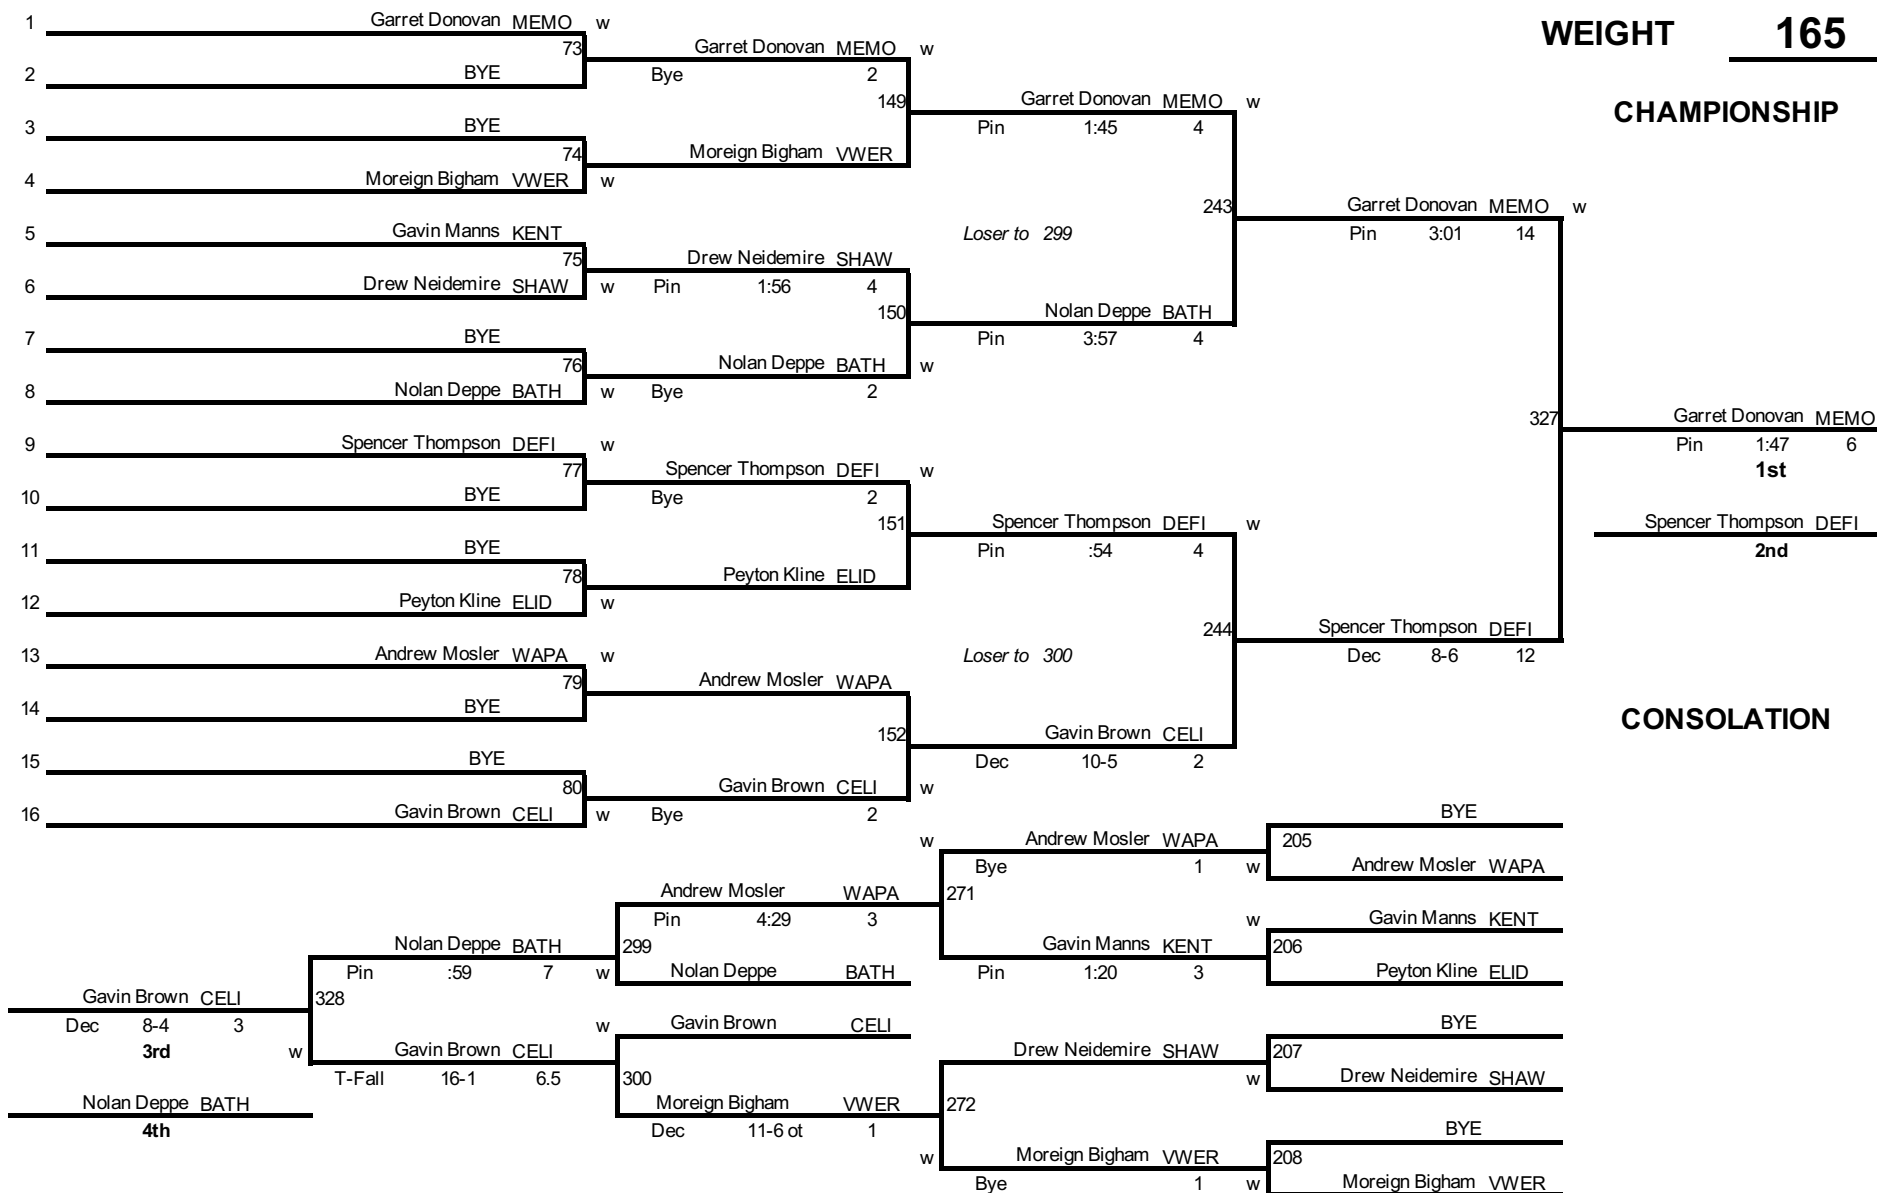 1 Garret Donovan MEMO w
WEIGHT 165
73 Garret Donovan MEMO w
2 BYE Bye 2
149 Garret Donovan MEMO w
CHAMPIONSHIP
3 BYE Pin 1:45 4
74 Moreign Bigham VWER
4 Moreign Bigham VWER w
243 Garret Donovan MEMO w
5 Gavin Manns KENT Loser to 299 Pin 3:01 14
75 Drew Neidemire SHAW
6 Drew Neidemire SHAW w Pin 1:56 4
150 Nolan Deppe BATH
7 BYE Pin 3:57 4
76 Nolan Deppe BATH w
8 Nolan Deppe BATH w Bye 2
327 Garret Donovan MEMO
9 Spencer Thompson DEFI w Pin 1:47 6
77 Spencer Thompson DEFI w 1st
10 BYE Bye 2
151 Spencer Thompson DEFI w Spencer Thompson DEFI
11 BYE Pin :54 4 2nd
78 Peyton Kline ELID
12 Peyton Kline ELID w
244 Spencer Thompson DEFI
13 Andrew Mosler WAPA w Loser to 300 Dec 8-6 12
79 Andrew Mosler WAPA
14 BYE
CONSOLATION
152 Gavin Brown CELI
15 BYE Dec 10-5 2
80 Gavin Brown CELI w
16 Gavin Brown CELI w Bye 2 BYE
w Andrew Mosler WAPA 205
Bye 1 w Andrew Mosler WAPA
Andrew Mosler WAPA 271
Pin 4:29 3 w Gavin Manns KENT
Nolan Deppe BATH 299 Gavin Manns KENT 206
Pin :59 7 w Nolan Deppe BATH Pin 1:20 3 Peyton Kline ELID
Gavin Brown CELI 328
Dec 8-4 3 w Gavin Brown CELI BYE
3rd w Gavin Brown CELI Drew Neidemire SHAW 207
T-Fall 16-1 6.5 300 w Drew Neidemire SHAW
Nolan Deppe BATH Moreign Bigham VWER 272
4th Dec 11-6 ot 1 BYE
w Moreign Bigham VWER 208
Bye 1 w Moreign Bigham VWER